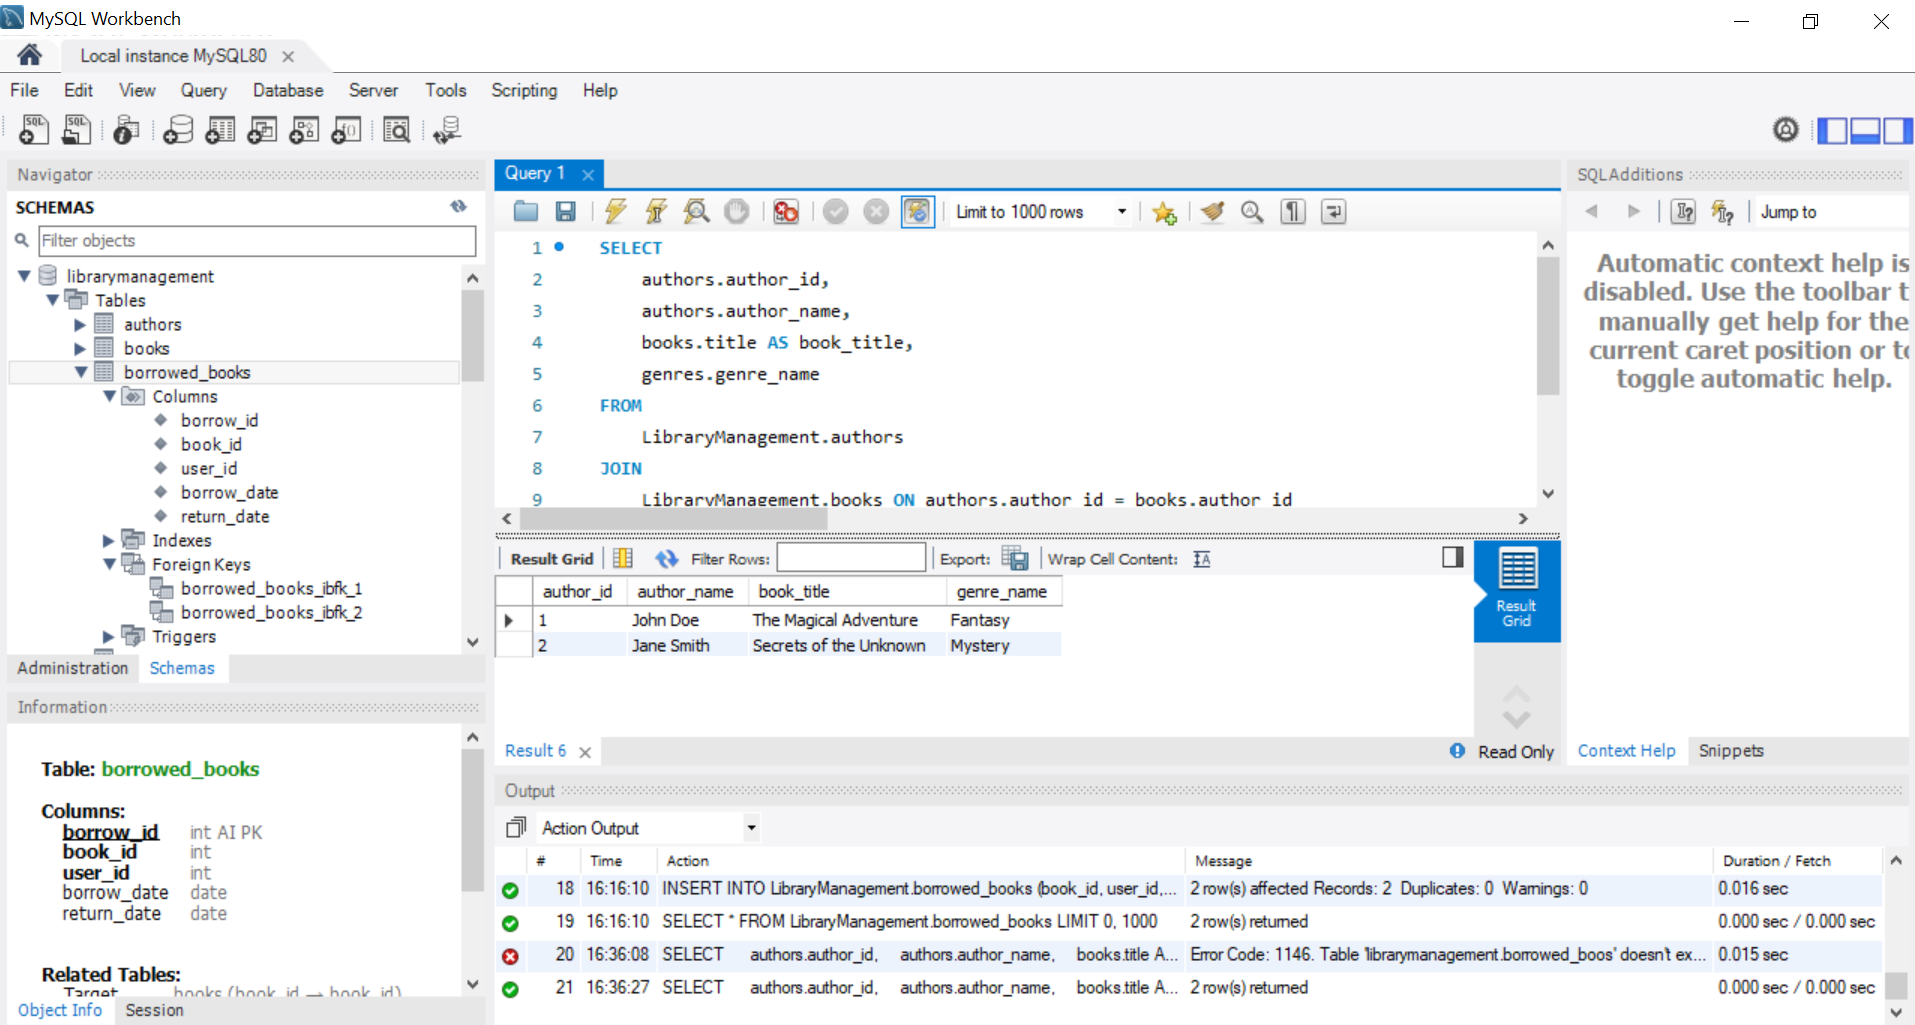 MySQL Workbench
Local instance MySQL80
File Edit View Query Database Server Tools Scripting Help
Navigator
SCHEMAS
Filter objects
librarymanagement
Tables
authors
books
borrowed_books
Columns
borrow_id
book_id
user_id
borrow_date
return_date
Indexes
Foreign Keys
borrowed_books_ibfk_1
borrowed_books_ibfk_2
Triggers
Administration Schemas
Information
Table: borrowed_books
Columns:
borrow_id int AI PK
book_id int
user_id int
borrow_date date
return_date date
Related Tables:
Target books (book_id → book_id)
Object Info Session
Query 1
Limit to 1000 rows
1 SELECT
2 authors.author_id,
3 authors.author_name,
4 books.title AS book_title,
5 genres.genre_name
6 FROM
7 LibraryManagement.authors
8 JOIN
9 LibraryManagement.books ON authors.author_id = books.author_id
Result Grid Filter Rows: Export: Wrap Cell Content:
author_id author_name book_title genre_name
1 John Doe The Magical Adventure Fantasy
2 Jane Smith Secrets of the Unknown Mystery
Result
Grid
Result 6 Read Only
SQLAdditions
Jump to
Automatic context help is
disabled. Use the toolbar t
manually get help for the
current caret position or to
toggle automatic help.
Context Help Snippets
Output
Action Output
# Time Action Message Duration / Fetch
18 16:16:10 INSERT INTO LibraryManagement.borrowed_books (book_id, user_id,... 2 row(s) affected Records: 2 Duplicates: 0 Warnings: 0 0.016 sec
19 16:16:10 SELECT * FROM LibraryManagement.borrowed_books LIMIT 0, 1000 2 row(s) returned 0.000 sec / 0.000 sec
20 16:36:08 SELECT authors.author_id, authors.author_name, books.title A... Error Code: 1146. Table 'librarymanagement.borrowed_boos' doesn't ex... 0.015 sec
21 16:36:27 SELECT authors.author_id, authors.author_name, books.title A... 2 row(s) returned 0.000 sec / 0.000 sec